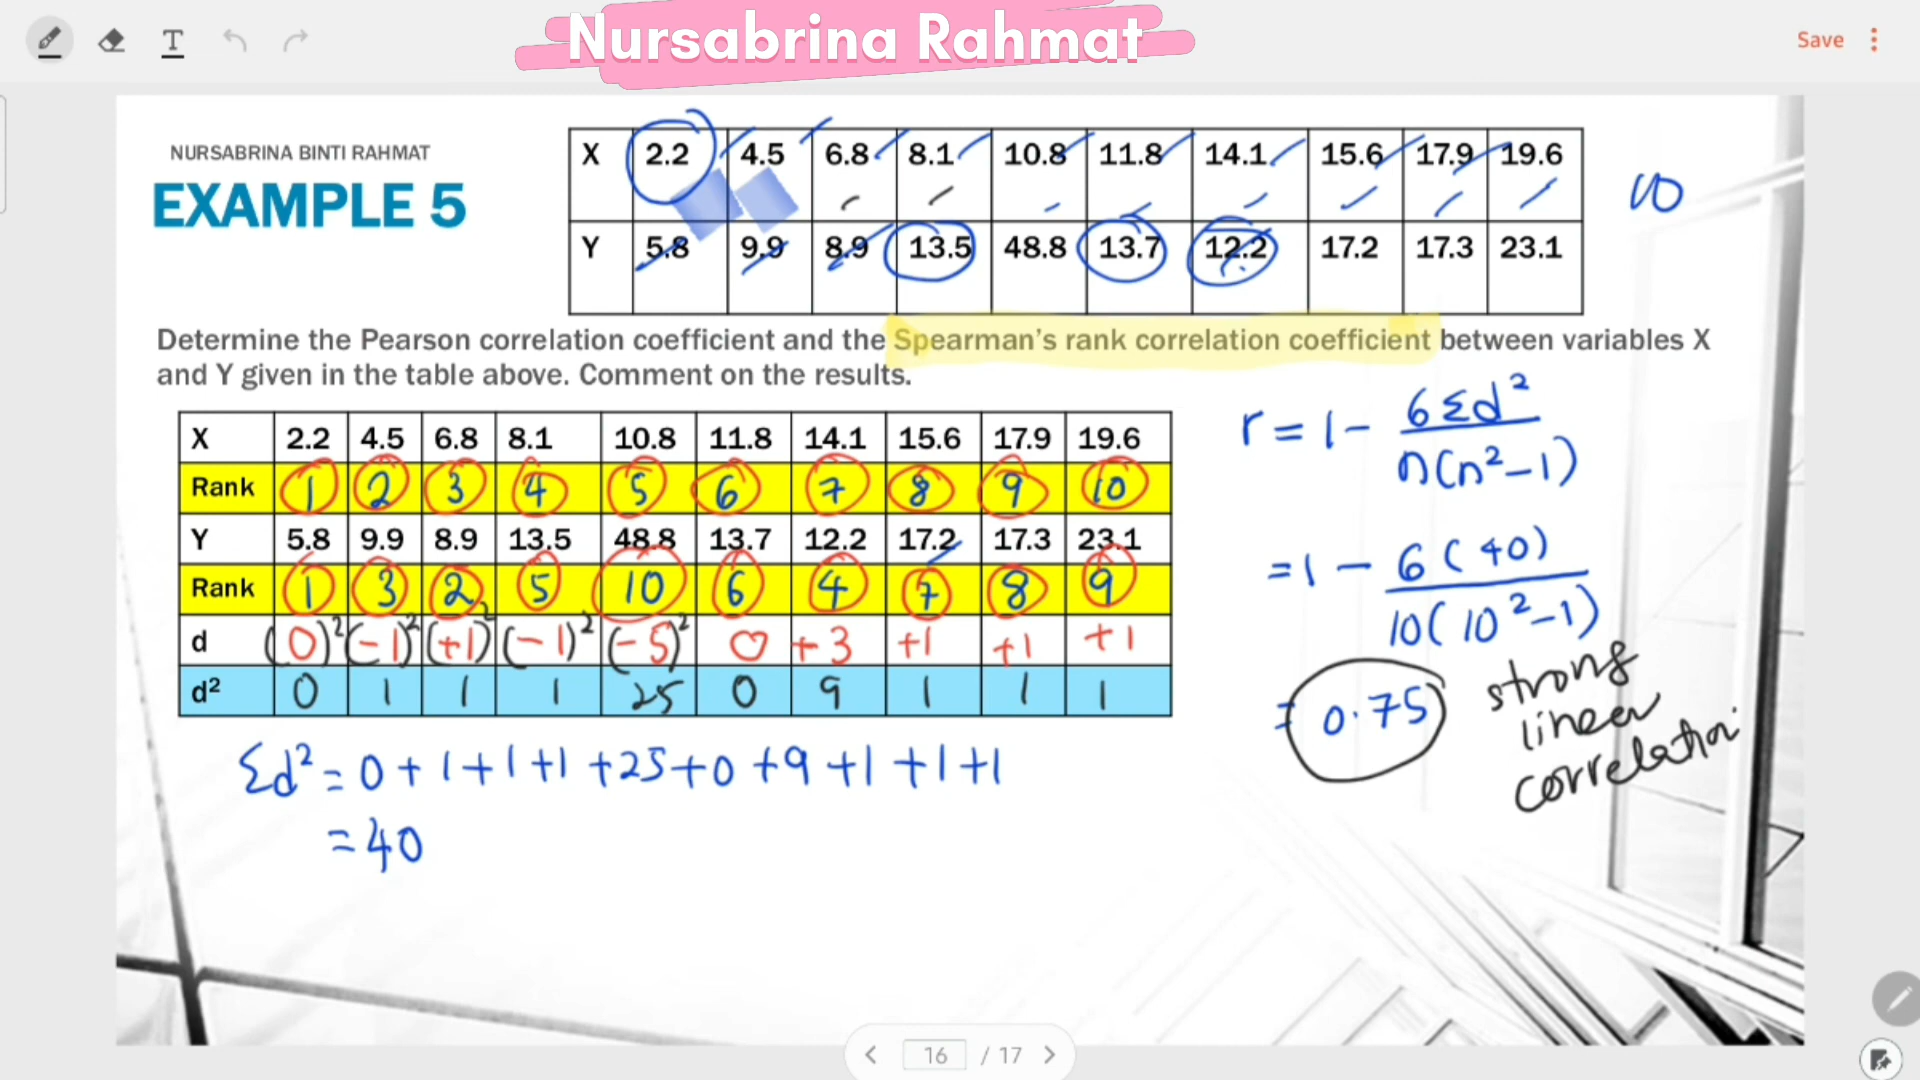 Nursabrina Rahmat
Save
NURSABRINA BINTI RAHMAT
EXAMPLE 5
X 2.2 4.5 6.8 8.1 10.8 11.8 14.1 15.6 17.9 19.6
Y 5.8 9.9 8.9 13.5 48.8 13.7 12.2 17.2 17.3 23.1
10
Determine the Pearson correlation coefficient and the Spearman's rank correlation coefficient between variables X
and Y given in the table above. Comment on the results.
X 2.2 4.5 6.8 8.1 10.8 11.8 14.1 15.6 17.9 19.6
Rank 1 2 3 4 5 6 7 8 9 10
Y 5.8 9.9 8.9 13.5 48.8 13.7 12.2 17.2 17.3 23.1
Rank 1 3 2 5 10 6 4 7 8 9
d (0)² (-1)² (+1)² (-1)² (-5)² 0 +3 +1 +1 +1
d² 0 1 1 1 25 0 9 1 1 1
Σd² = 0 + 1 + 1 + 1 + 25 + 0 + 9 + 1 + 1 + 1
= 40
r = 1 - 6Σd² / n(n²-1)
= 1 - 6(40) / 10(10²-1)
= 0.75
strong
linear
correlation
16 / 17